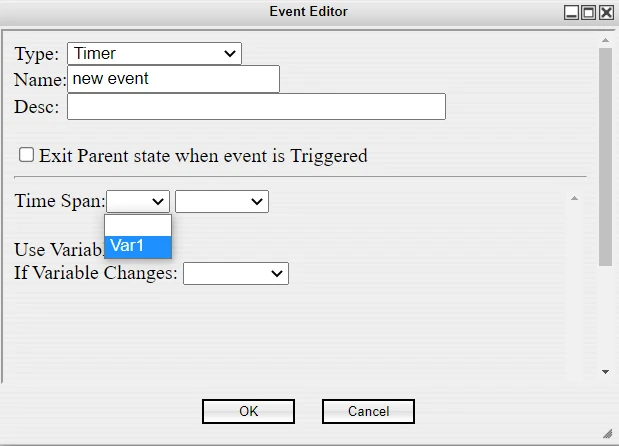 Event Editor
Type: Timer
Name: new event
Desc:
Exit Parent state when event is Triggered
Time Span:
Var1
Use Variab
If Variable Changes:
OK Cancel